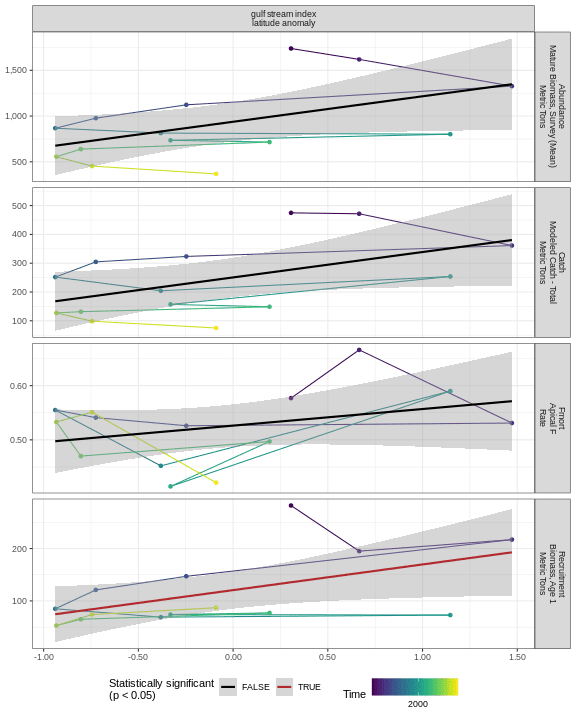 gulf stream index
latitude anomaly
1,500
1,000
500
Abundance
Mature Biomass, Survey (Mean)
Metric Tons
500
400
300
200
100
Catch
Modeled Catch - Total
Metric Tons
0.60
0.50
Fmort
Apical F
Rate
200
100
Recruitment
Biomass, Age 1
Metric Tons
-1.00 -0.50 0.00 0.50 1.00 1.50
Statistically significant
(p < 0.05)
FALSE TRUE
Time
2000